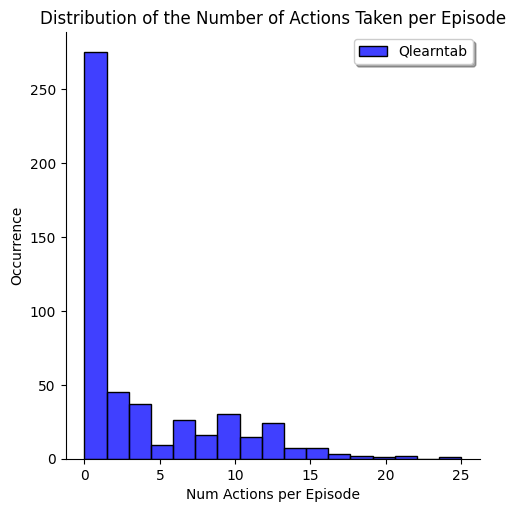 Distribution of the Number of Actions Taken per Episode
Qlearntab
250
200
150
100
50
0
Occurrence
0 5 10 15 20 25
Num Actions per Episode